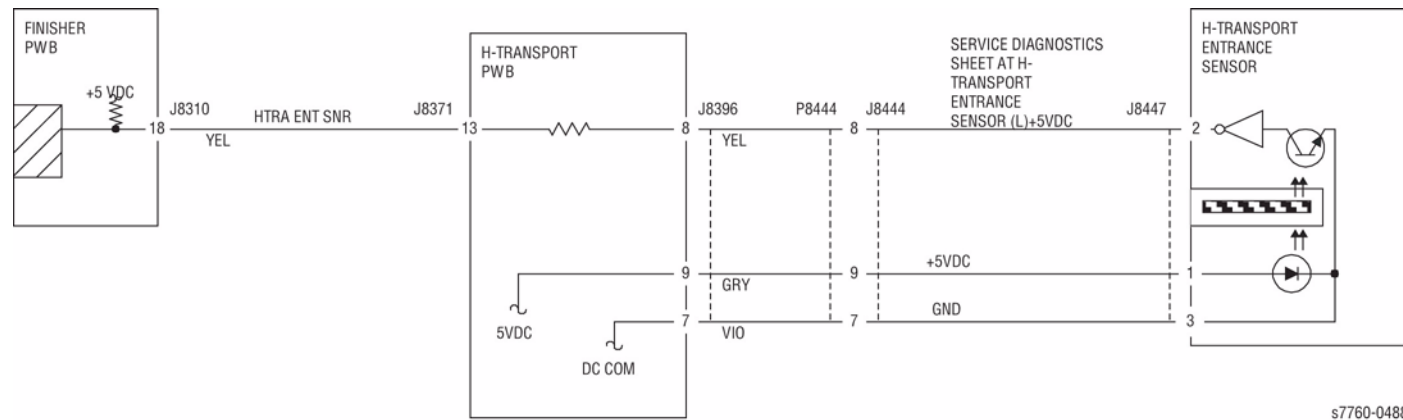 FINISHER
PWB
+5 VDC
18
J8310
YEL
HTRA ENT SNR
J8371
13
H-TRANSPORT
PWB
8
9
7
5VDC
DC COM
J8396
YEL
GRY
VIO
P8444
8
9
7
J8444
SERVICE DIAGNOSTICS
SHEET AT H-
TRANSPORT
ENTRANCE
SENSOR (L)+5VDC
+5VDC
GND
J8447
2
1
3
H-TRANSPORT
ENTRANCE
SENSOR
s7760-0488